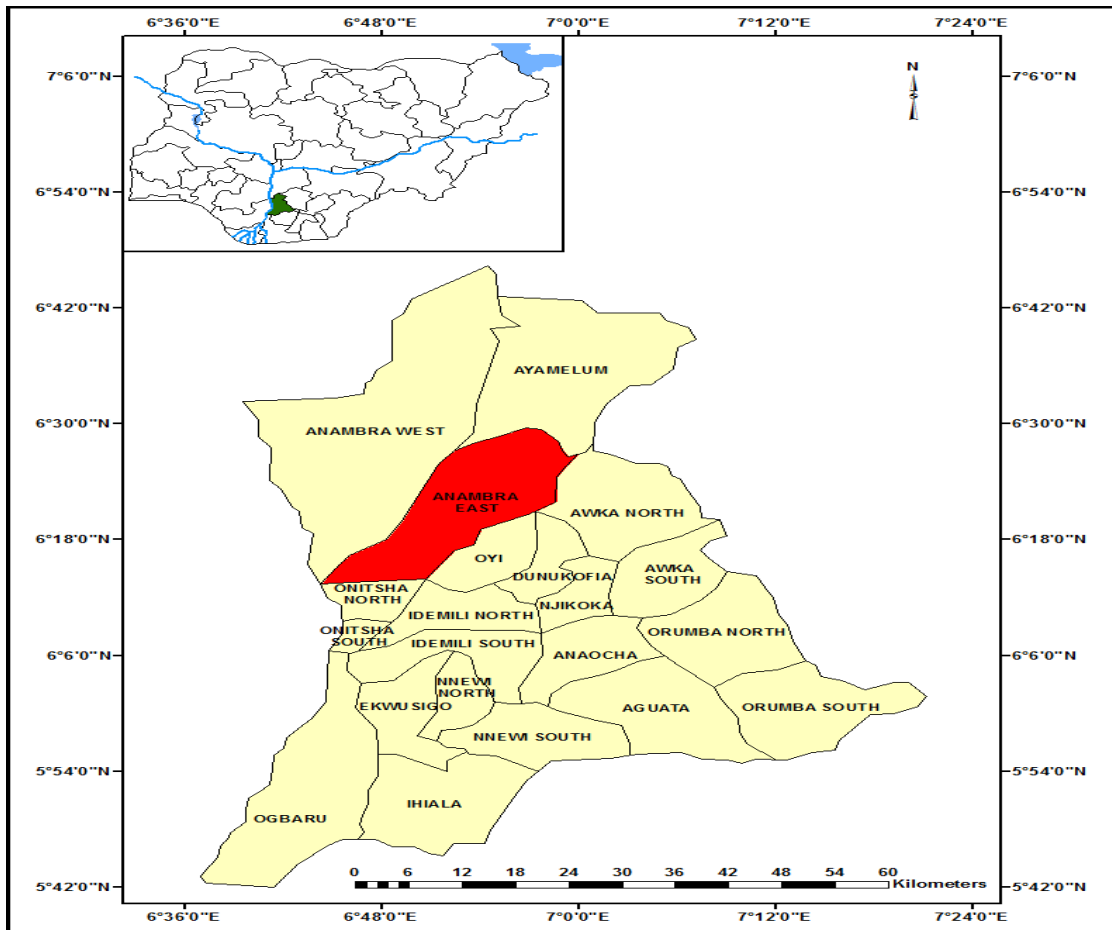 6°36'0"E 6°48'0"E 7°0'0"E 7°12'0"E 7°24'0"E
7°6'0"N 7°6'0"N
N
S
6°54'0"N 6°54'0"N
6°42'0"N 6°42'0"N
AYAMELUM
6°30'0"N 6°30'0"N
ANAMBRA WEST
ANAMBRA
EAST
AWKA NORTH
6°18'0"N 6°18'0"N
OYI
DUNUKOFIA
AWKA
SOUTH
ONITSHA
NORTH
NJIKOKA
IDEMILI NORTH
ONITSHA
SOUTH
ORUMBA NORTH
IDEMILI SOUTH
6°6'0"N 6°6'0"N
ANAOCHA
NNEWI
NORTH
EKWUSIGO
AGUATA
ORUMBA SOUTH
NNEWI SOUTH
5°54'0"N 5°54'0"N
IHIALA
OGBARU
0 6 12 18 24 30 36 42 48 54 60
Kilometers
5°42'0"N 5°42'0"N
6°36'0"E 6°48'0"E 7°0'0"E 7°12'0"E 7°24'0"E